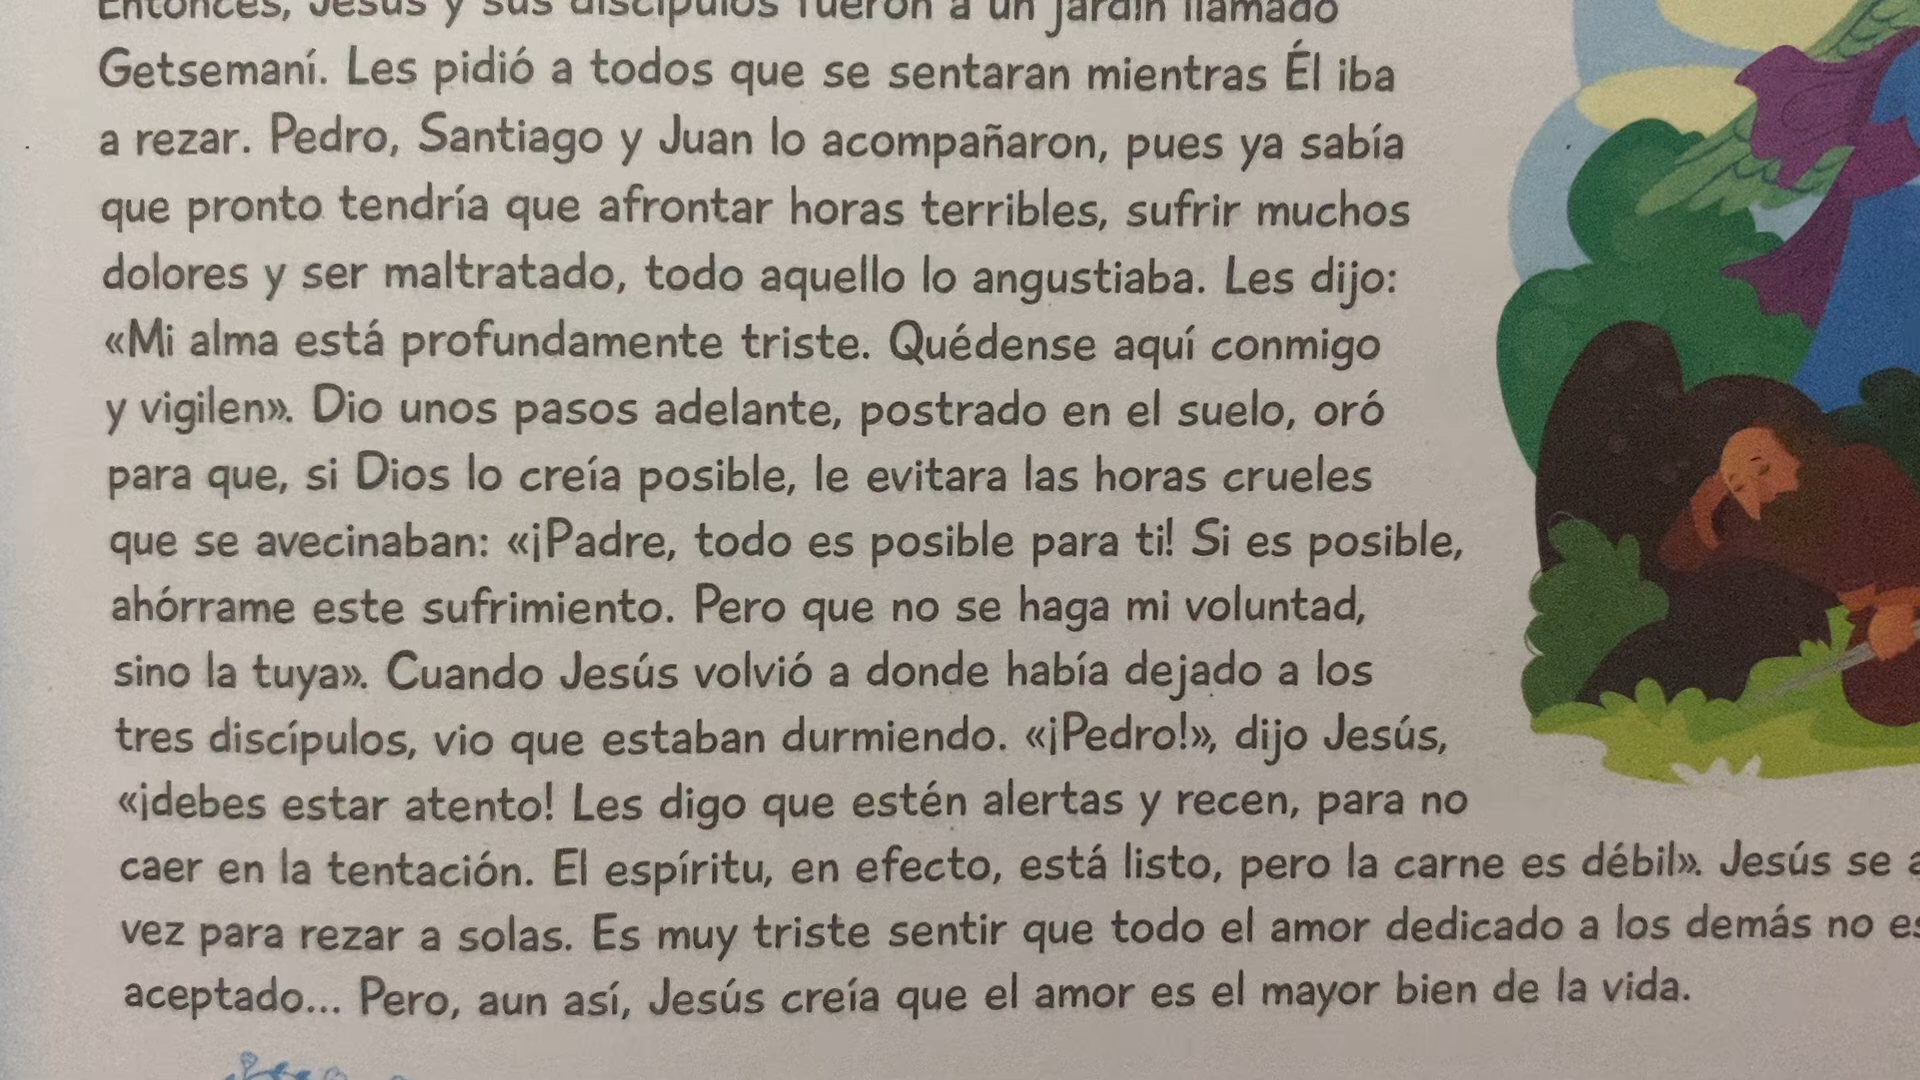 Entonces, Jesús y sus discípulos fueron a un jardín llamado
Getsemaní. Les pidió a todos que se sentaran mientras Él iba
a rezar. Pedro, Santiago y Juan lo acompañaron, pues ya sabía
que pronto tendría que afrontar horas terribles, sufrir muchos
dolores y ser maltratado, todo aquello lo angustiaba. Les dijo:
«Mi alma está profundamente triste. Quédense aquí conmigo
y vigilen». Dio unos pasos adelante, postrado en el suelo, oró
para que, si Dios lo creía posible, le evitara las horas crueles
que se avecinaban: «¡Padre, todo es posible para ti! Si es posible,
ahórrame este sufrimiento. Pero que no se haga mi voluntad,
sino la tuya». Cuando Jesús volvió a donde había dejado a los
tres discípulos, vio que estaban durmiendo. «¡Pedro!», dijo Jesús,
«¡debes estar atento! Les digo que estén alertas y recen, para no
caer en la tentación. El espíritu, en efecto, está listo, pero la carne es débil». Jesús se
vez para rezar a solas. Es muy triste sentir que todo el amor dedicado a los demás no
aceptado... Pero, aun así, Jesús creía que el amor es el mayor bien de la vida.